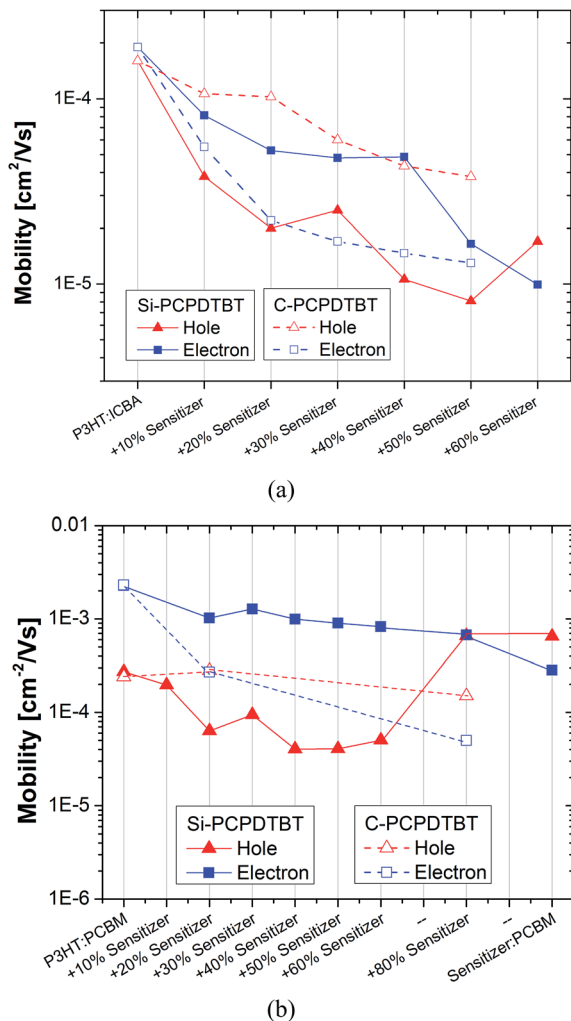 Mobility [cm²/Vs]
1E-4
1E-5
Si-PCPDTBT
Hole
Electron
C-PCPDTBT
Hole
Electron
P3HT:ICBA
+10% Sensitizer
+20% Sensitizer
+30% Sensitizer
+40% Sensitizer
+50% Sensitizer
+60% Sensitizer
(a)
Mobility [cm⁻²/Vs]
0.01
1E-3
1E-4
1E-5
1E-6
Si-PCPDTBT
Hole
Electron
C-PCPDTBT
Hole
Electron
P3HT:PCBM
+10% Sensitizer
+20% Sensitizer
+30% Sensitizer
+40% Sensitizer
+50% Sensitizer
+60% Sensitizer
--
+80% Sensitizer
--
Sensitizer:PCBM
(b)